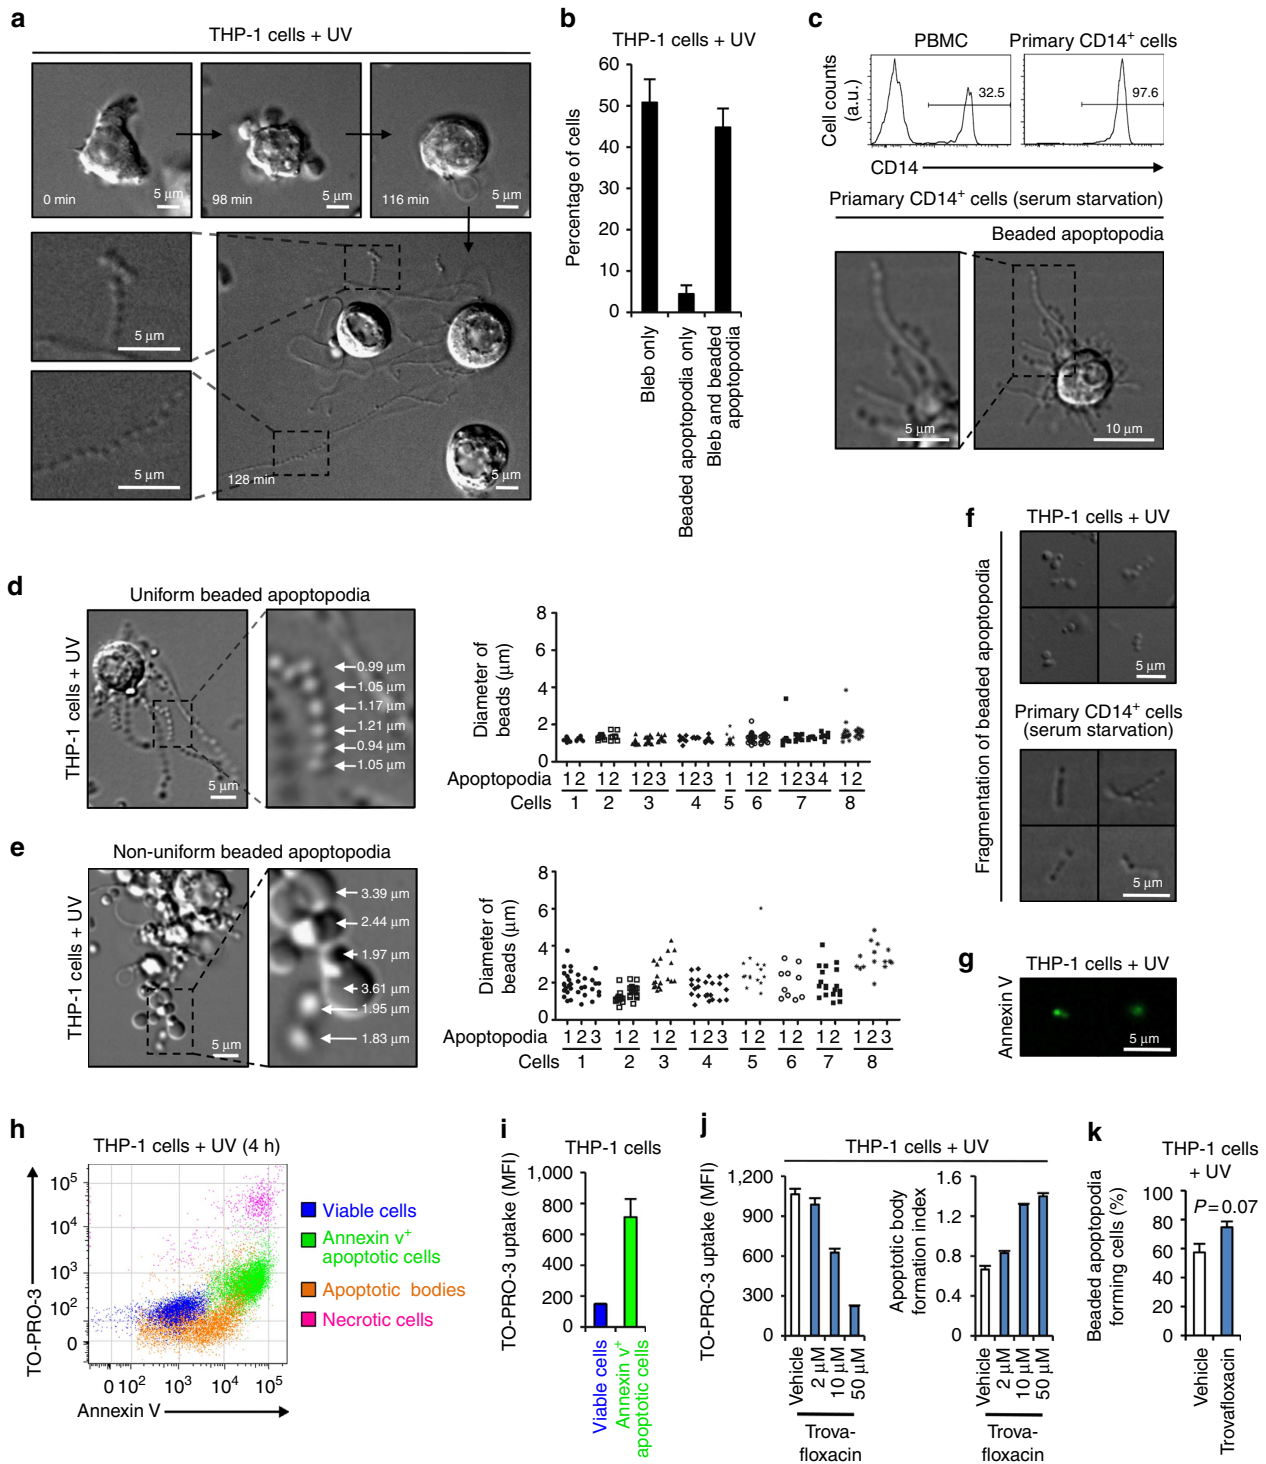 a
THP-1 cells + UV
0 min
5 µm
98 min
5 µm
116 min
5 µm
5 µm
5 µm
128 min
5 µm
b
THP-1 cells + UV
Percentage of cells
60
50
40
30
20
10
0
Bleb only
Beaded apoptopodia only
Bleb and beaded
apoptopodia
c
PBMC
Primary CD14+ cells
Cell counts
(a.u.)
32.5
97.6
CD14
Priamary CD14+ cells (serum starvation)
Beaded apoptopodia
5 µm
10 µm
d
Uniform beaded apoptopodia
THP-1 cells + UV
5 µm
0.99 µm
1.05 µm
1.17 µm
1.21 µm
0.94 µm
1.05 µm
Diameter of
beads (µm)
8
6
4
2
0
Apoptopodia 1 2 1 2 1 2 3 1 2 3 1 1 2 1 2 3 4 1 2
Cells 1 2 3 4 5 6 7 8
e
Non-uniform beaded apoptopodia
THP-1 cells + UV
5 µm
3.39 µm
2.44 µm
1.97 µm
3.61 µm
1.95 µm
1.83 µm
Diameter of
beads (µm)
8
6
4
2
0
Apoptopodia 1 2 3 1 2 1 2 1 2 3 1 2 1 2 1 2 1 2 3
Cells 1 2 3 4 5 6 7 8
f
THP-1 cells + UV
Fragmentation of beaded apoptopodia
5 µm
Primary CD14+ cells
(serum starvation)
5 µm
g
THP-1 cells + UV
Annexin V
5 µm
h
THP-1 cells + UV (4 h)
TO-PRO-3
10^5
10^4
10^3
10^2
0
0 10^2 10^3 10^4 10^5
Annexin V
Viable cells
Annexin v+
apoptotic cells
Apoptotic bodies
Necrotic cells
i
THP-1 cells
TO-PRO-3 uptake (MFI)
1,000
800
600
400
200
0
Viable cells
Annexin v+
apoptotic cells
j
THP-1 cells + UV
TO-PRO-3 uptake (MFI)
1,200
900
600
300
0
Vehicle
2 µM
10 µM
50 µM
Trova-
floxacin
Apoptotic body
formation index
1.6
1.2
0.8
0.4
0
Vehicle
2 µM
10 µM
50 µM
Trova-
floxacin
k
THP-1 cells
+ UV
Beaded apoptopodia
forming cells (%)
100
80
60
40
20
0
P=0.07
Vehicle
Trovafloxacin